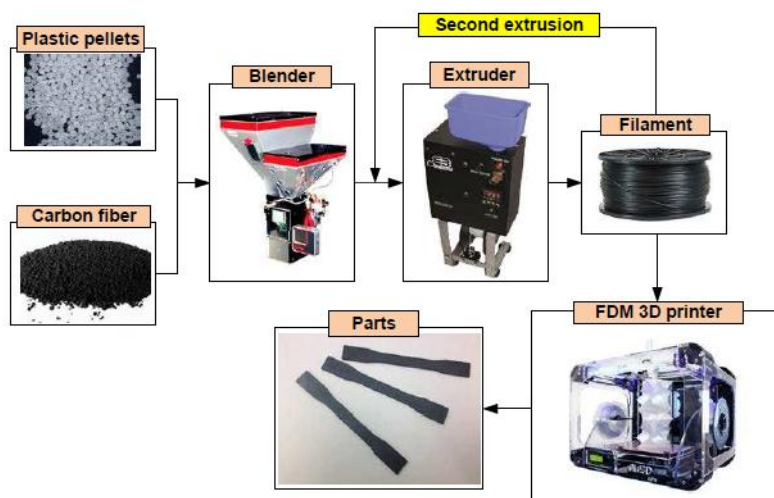 Plastic pellets
Second extrusion
Blender
Extruder
Filament
Carbon fiber
Parts
FDM 3D printer